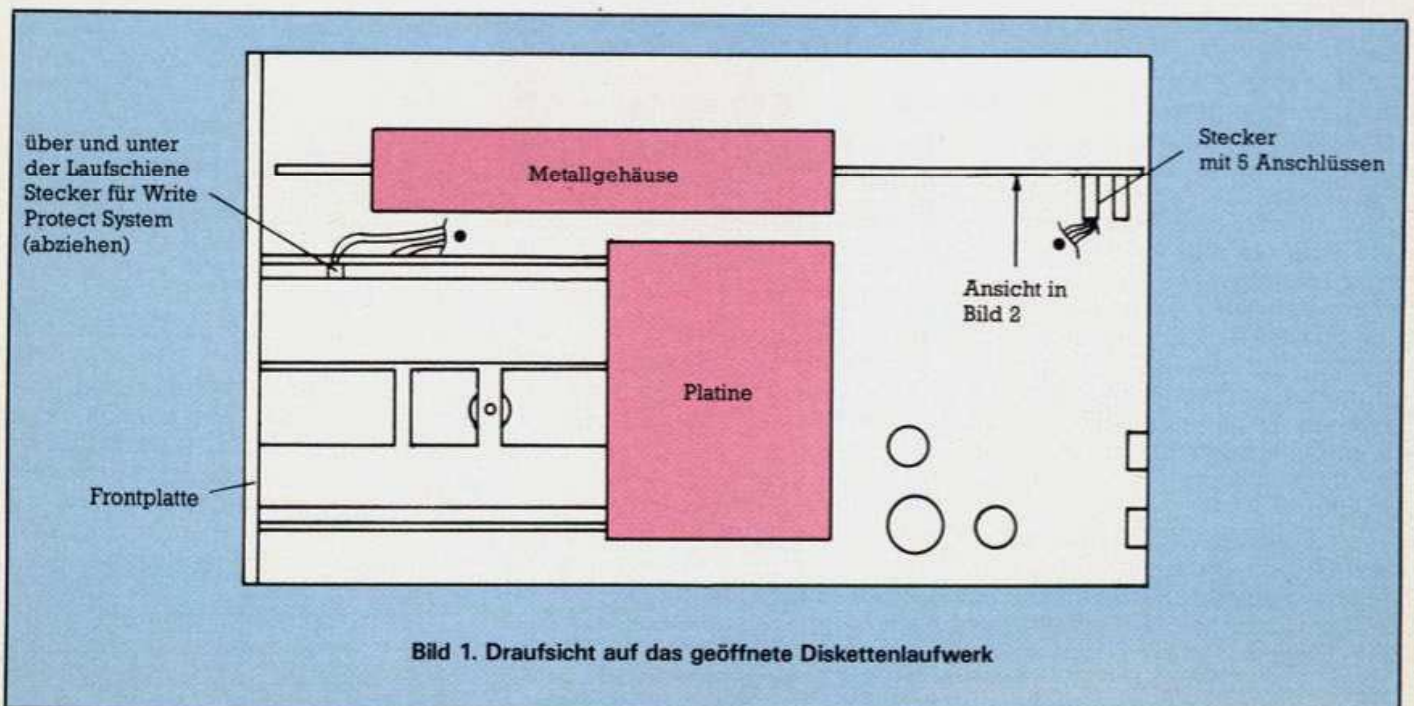 über und unter
der Laufschiene
Stecker für Write
Protect System
(abziehen)
Metallgehäuse
Stecker
mit 5 Anschlüssen
Ansicht in
Bild 2
Platine
Frontplatte
Bild 1. Draufsicht auf das geöffnete Diskettenlaufwerk